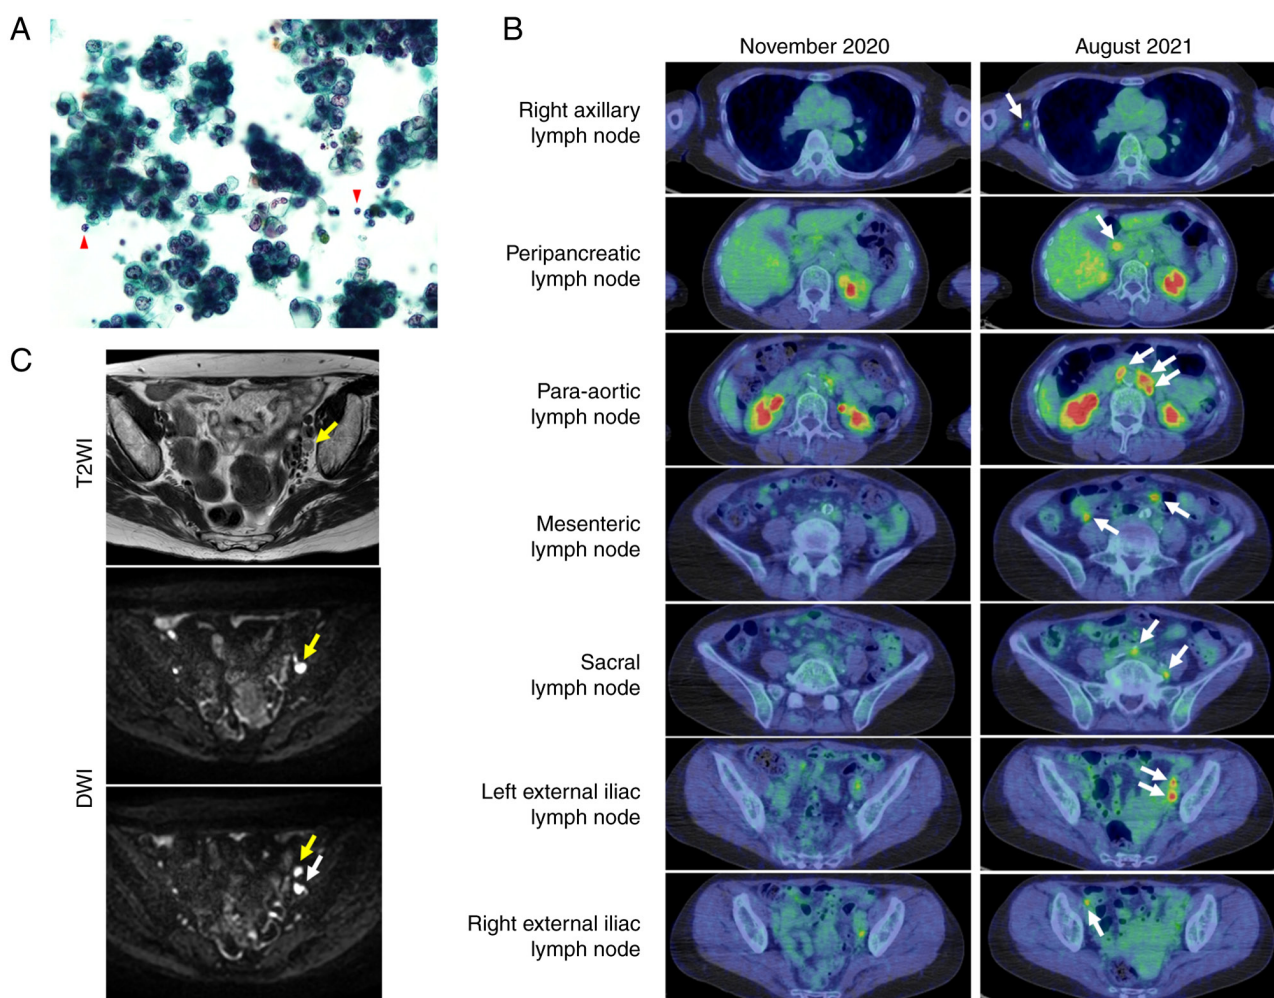 A
B
November 2020
August 2021
Right axillary
lymph node
Peripancreatic
lymph node
Para-aortic
lymph node
Mesenteric
lymph node
Sacral
lymph node
Left external iliac
lymph node
Right external iliac
lymph node
C
T2WI
DWI